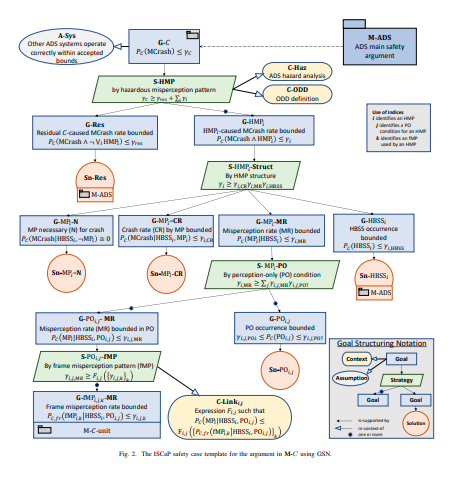 A-Sys
Other ADS systems operate
correctly within accepted
bounds
G-C
P_C(MCrash) ≤ γ_C
M-ADS
ADS main safety
argument
S-HMP
by hazardous misperception pattern
γ_C ≥ γ_res + ∑_i γ_i
C-Haz
ADS hazard analysis
C-ODD
ODD definition
Use of Indices
i identifies an HMP
j identifies a PO
condition for an HMP
k identifies an fMP
used by an HMP
G-Res
Residual C-caused MCrash rate bounded
P_C(MCrash ∧ ¬ ∨_i HMP_i) ≤ γ_res
G-HMP_i
HMP_i-caused MCrash rate bounded
P_C(MCrash ∧ HMP_i) ≤ γ_i
Sn-Res
M-ADS
S-HMP_i-Struct
By HMP structure
γ_i ≥ γ_i,CR γ_i,MR γ_i,HBSS
G-MP_i-N
MP necessary (N) for crash
P_C(MCrash|HBSS_i, ¬MP_i) ≅ 0
G-MP_i-CR
Crash rate (CR) by MP bounded
P_C(MCrash|HBSS_i, MP_i) ≤ γ_i,CR
G-MP_i-MR
Misperception rate (MR) bounded
P_C(MP_i|HBSS_i) ≤ γ_i,MR
G-HBSS_i
HBSS occurrence
bounded
P_C(HBSS_i) ≤ γ_i,HBSS
Sn-MP_i-N
Sn-MP_i-CR
S-MP_i-PO
By perception-only (PO) condition
γ_i,MR ≥ ∑_j γ_i,j,MR γ_i,j,POT
Sn-HBSS_i
M-ADS
G-PO_i,j-MR
Misperception rate (MR) bounded in PO
P_C(MP_i|HBSS_i, PO_i,j) ≤ γ_i,j,MR
G-PO_i,j
PO occurrence bounded
γ_i,j,POL ≤ P_C(PO_i,j) ≤ γ_i,j,POT
S-PO_i,j-fMP
By frame misperception pattern (fMP)
γ_i,j,MR ≥ F_i,j({γ_i,j,k}_k)
Sn-PO_i,j
G-fMP_i,j,k-MR
Frame misperception rate bounded
P_C,Fr(fMP_i,k|HBSS_i, PO_i,j) ≤ γ_i,j,k
M-C-unit
C-Link_i,j
Expression F_i,j such that
P_C(MP_i|HBSS_i, PO_i,j) ≤
F_i,j({P_C,Fr(fMP_i,k|HBSS_i, PO_i,j)}_k)
Goal Structuring Notation
Context
Goal
Assumption
Strategy
Goal
Goal
Solution
is-supported-by
in-context-of
one or more
Fig. 2. The ISCaP safety case template for the argument in M-C using GSN.